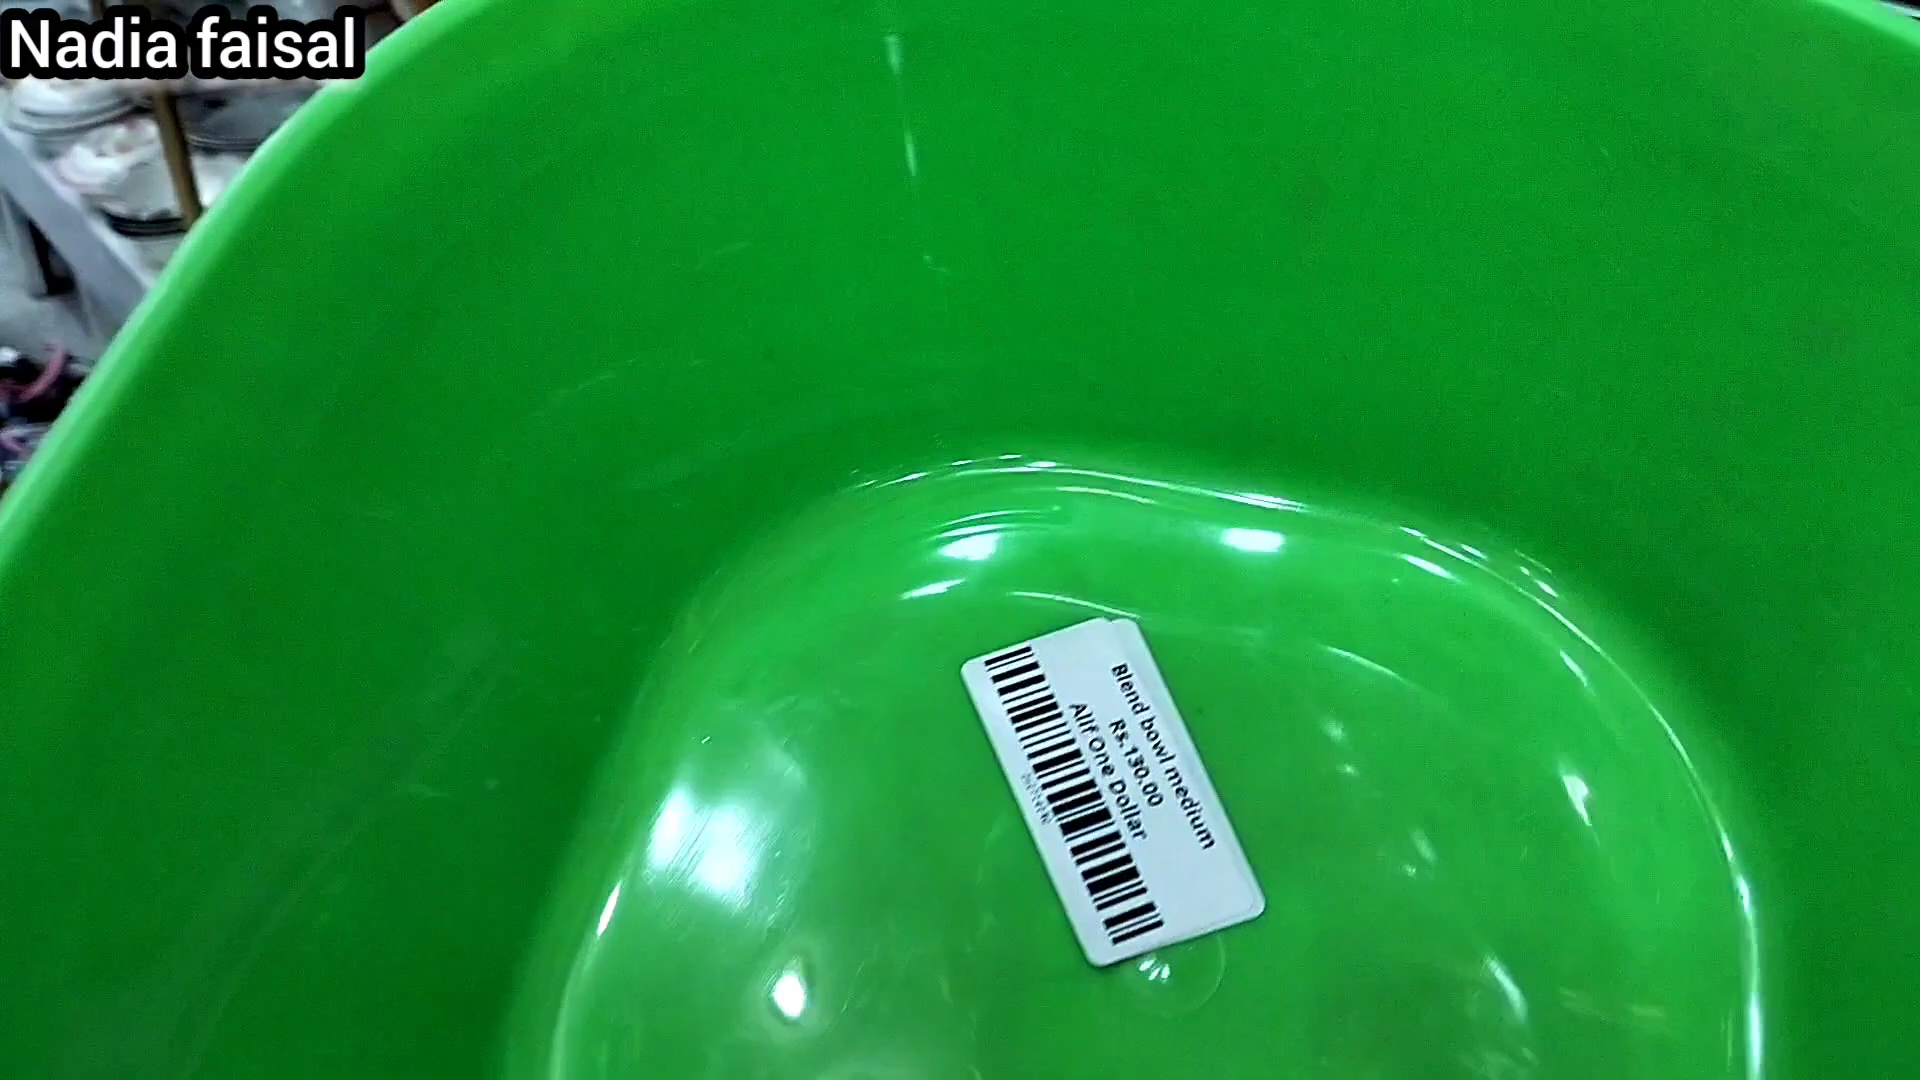 Nadia faisal
Blend bowl medium
Rs.130.00
Alif One Dollar